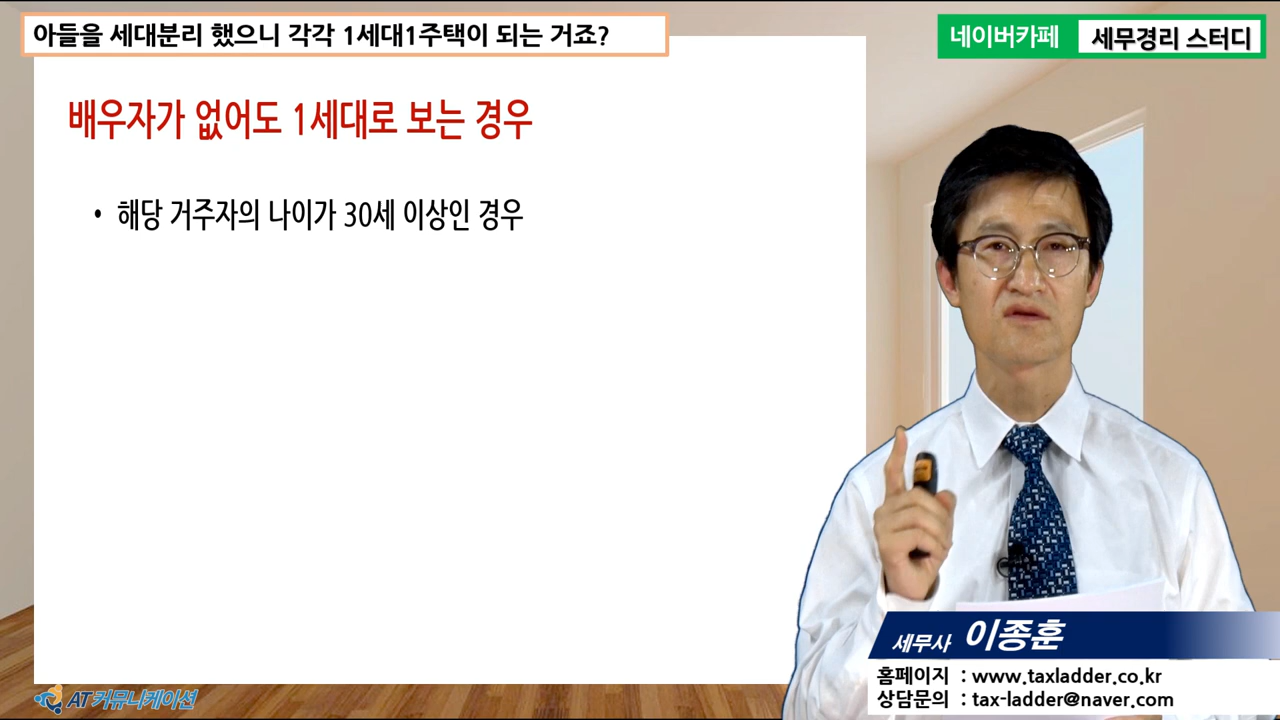 아들을 세대분리 했으니 각각 1세대1주택이 되는 거죠?
네이버카페 세무경리 스터디
배우자가 없어도 1세대로 보는 경우
• 해당 거주자의 나이가 30세 이상인 경우
세무사 이종훈
홈페이지 : www.taxladder.co.kr
상담문의 : tax-ladder@naver.com
AT커뮤니케이션